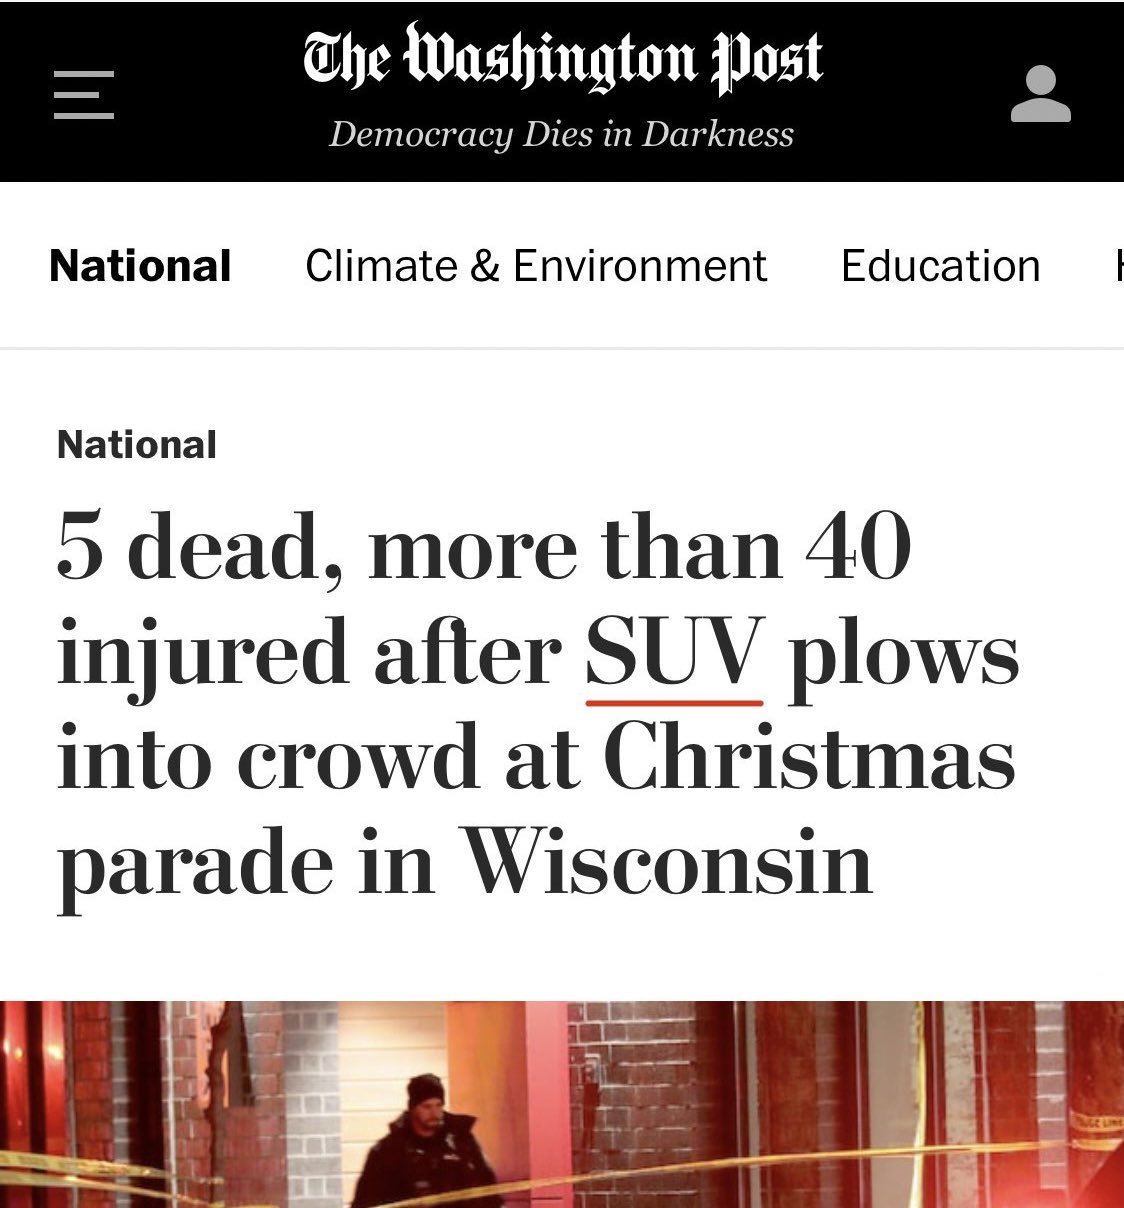 The Washington Post
Democracy Dies in Darkness
National Climate & Environment Education
National
5 dead, more than 40
injured after SUV plows
into crowd at Christmas
parade in Wisconsin